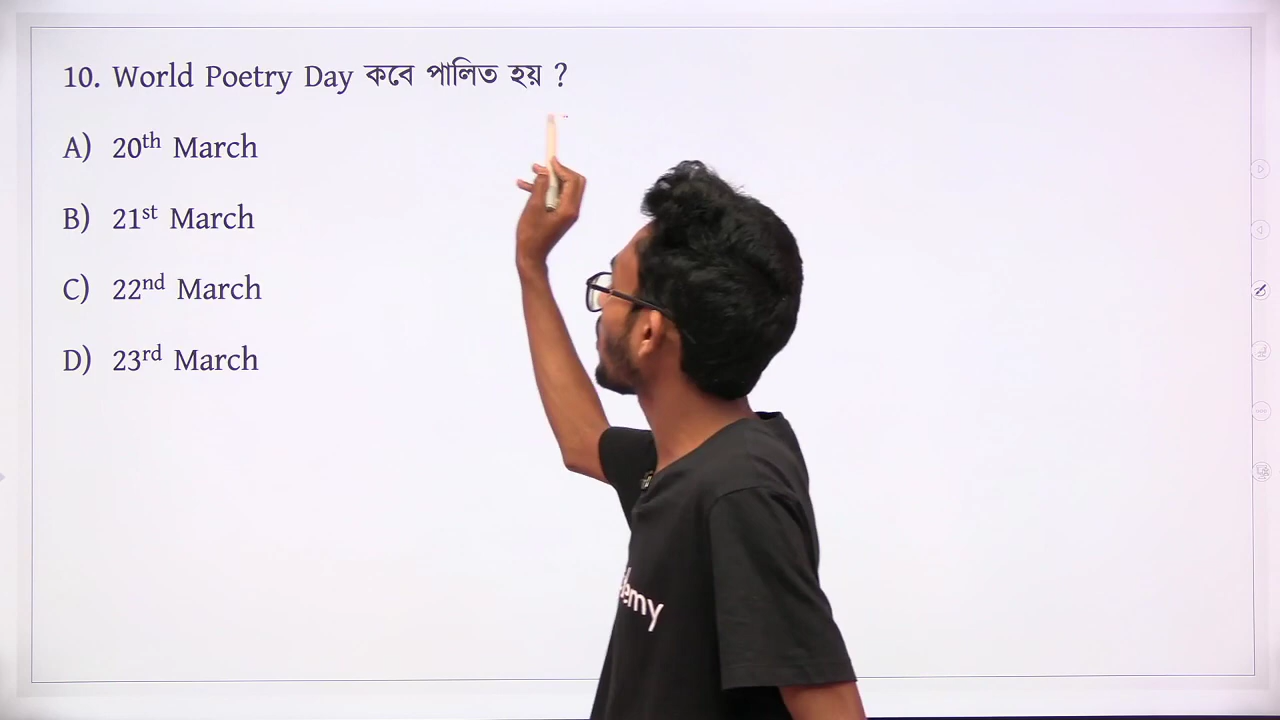 10. World Poetry Day কবে পালিত হয় ?
A) 20th March
B) 21st March
C) 22nd March
D) 23rd March